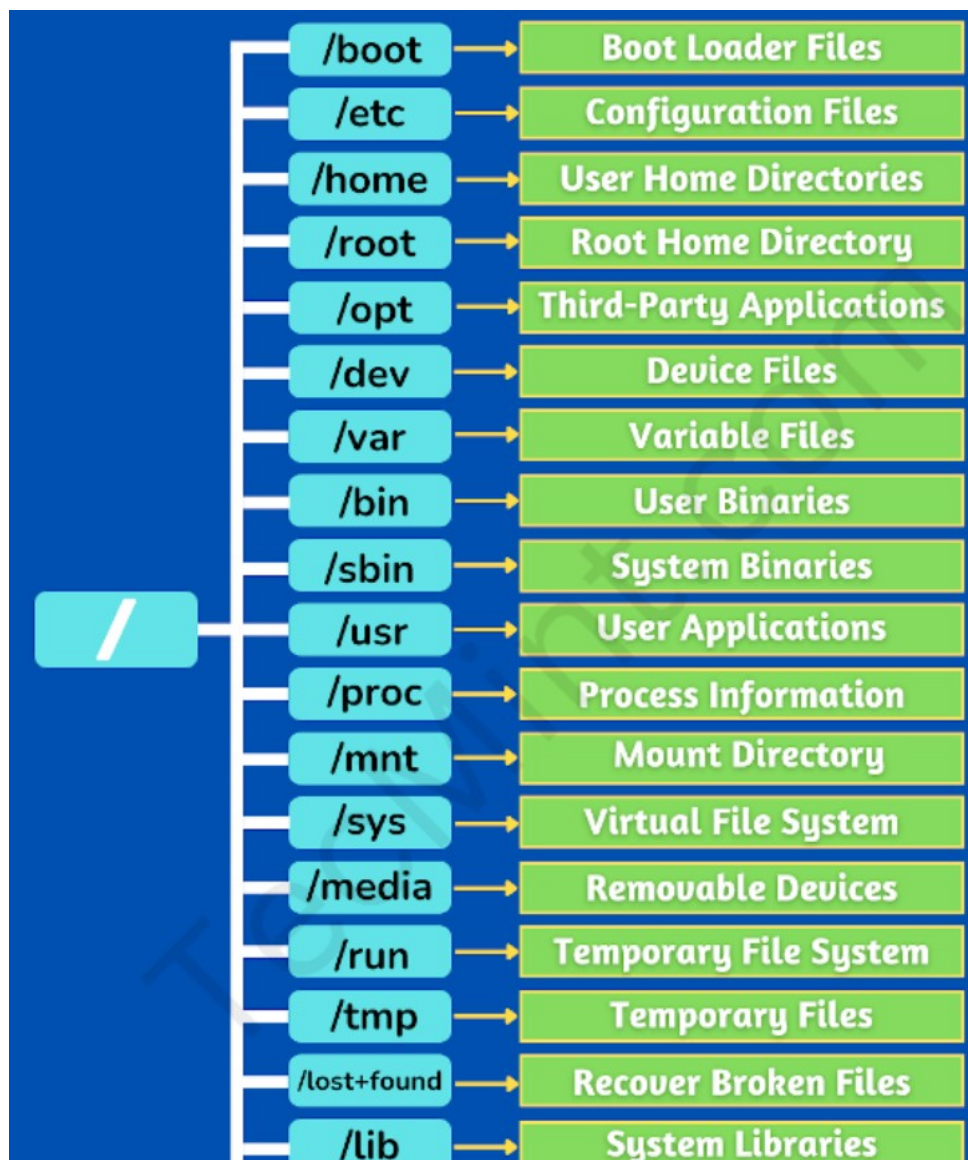 /boot Boot Loader Files
/etc Configuration Files
/home User Home Directories
/root Root Home Directory
/opt Third-Party Applications
/dev Device Files
/var Variable Files
/bin User Binaries
/sbin System Binaries
/
/usr User Applications
/proc Process Information
/mnt Mount Directory
/sys Virtual File System
/media Removable Devices
/run Temporary File System
/tmp Temporary Files
/lost+found Recover Broken Files
/lib System Libraries
TecMint.com